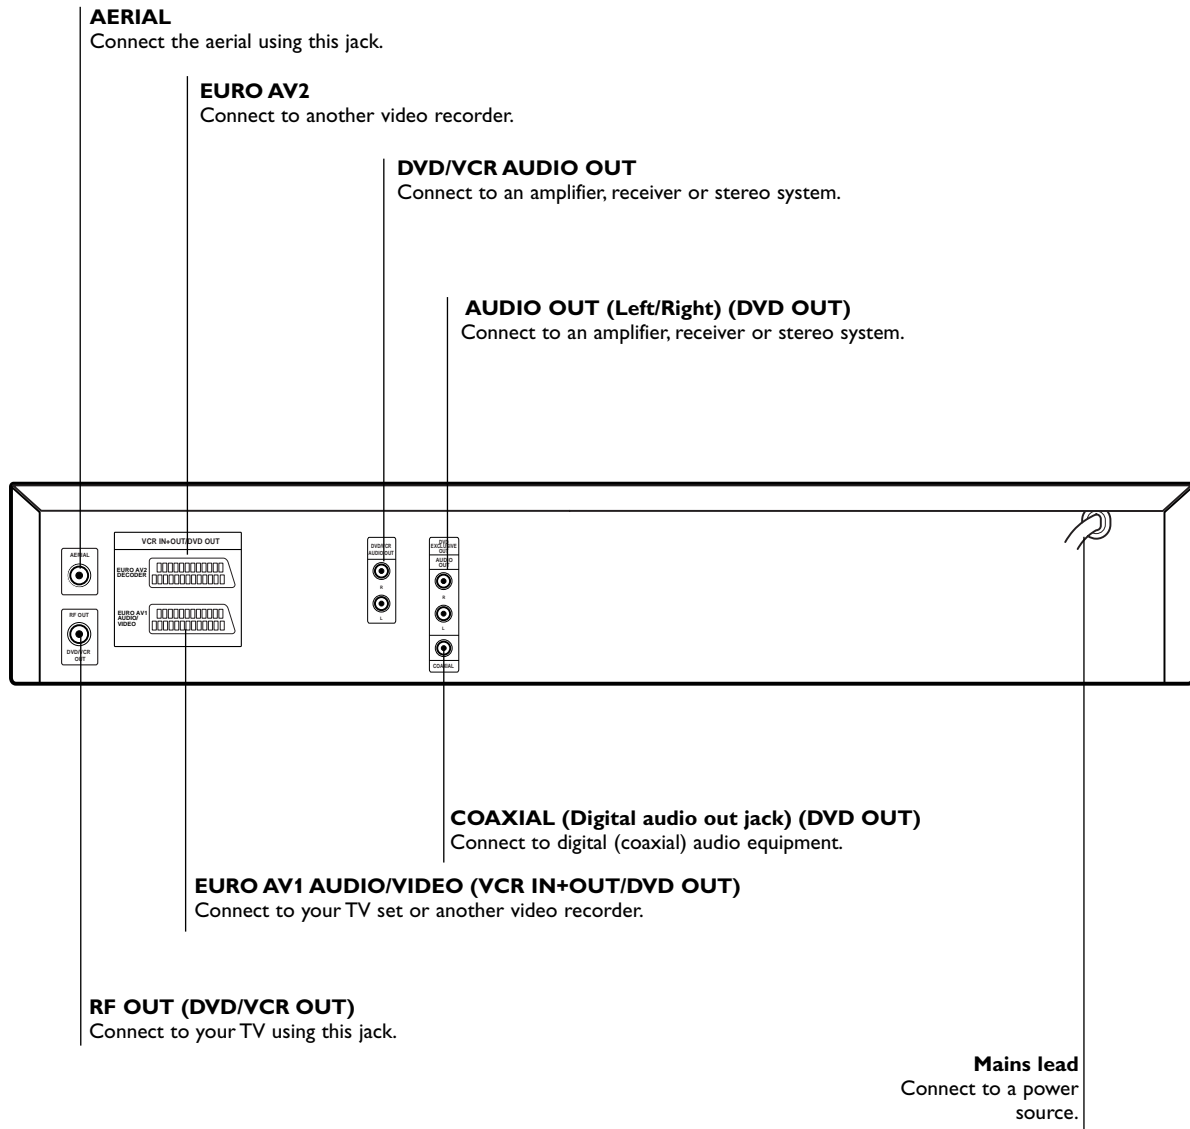 AERIAL
Connect the aerial using this jack.
EURO AV2
Connect to another video recorder.
DVD/VCR AUDIO OUT
Connect to an amplifier, receiver or stereo system.
AUDIO OUT (Left/Right) (DVD OUT)
Connect to an amplifier, receiver or stereo system.
AERIAL
RF OUT
DVD/VCR
OUT
VCR IN+OUT/DVD OUT
EURO AV2
DECODER
EURO AV1
AUDIO/
VIDEO
DVD/VCR
AUDIO OUT
R
L
DVD
EXCLUSIVE
OUT
AUDIO
OUT
R
L
COAXIAL
COAXIAL (Digital audio out jack) (DVD OUT)
Connect to digital (coaxial) audio equipment.
EURO AV1 AUDIO/VIDEO (VCR IN+OUT/DVD OUT)
Connect to your TV set or another video recorder.
RF OUT (DVD/VCR OUT)
Connect to your TV using this jack.
Mains lead
Connect to a power
source.